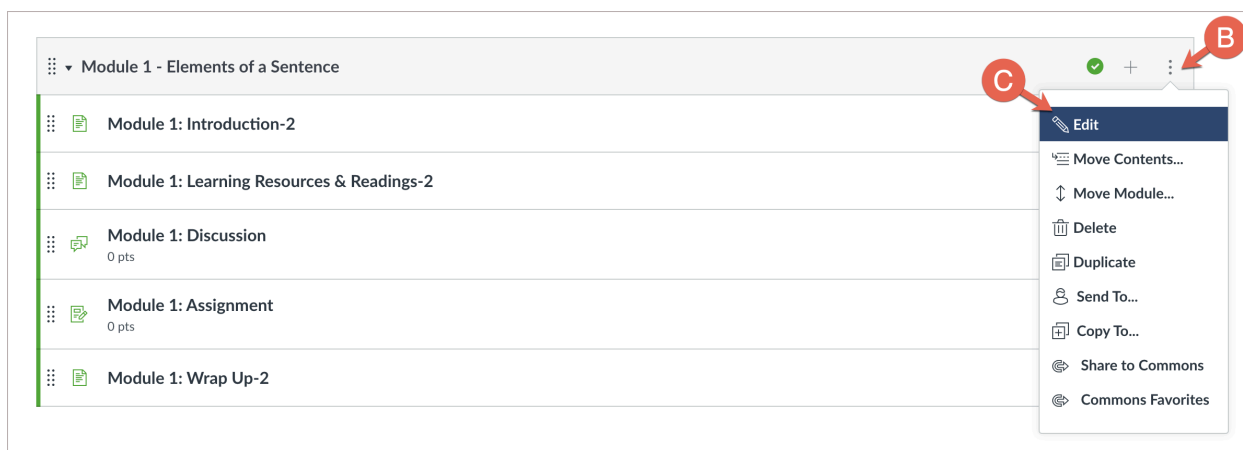 B
Module 1 - Elements of a Sentence
C
Module 1: Introduction-2
Edit
Move Contents...
Module 1: Learning Resources & Readings-2
Move Module...
Module 1: Discussion
0 pts
Delete
Duplicate
Send To...
Module 1: Assignment
0 pts
Copy To...
Share to Commons
Module 1: Wrap Up-2
Commons Favorites